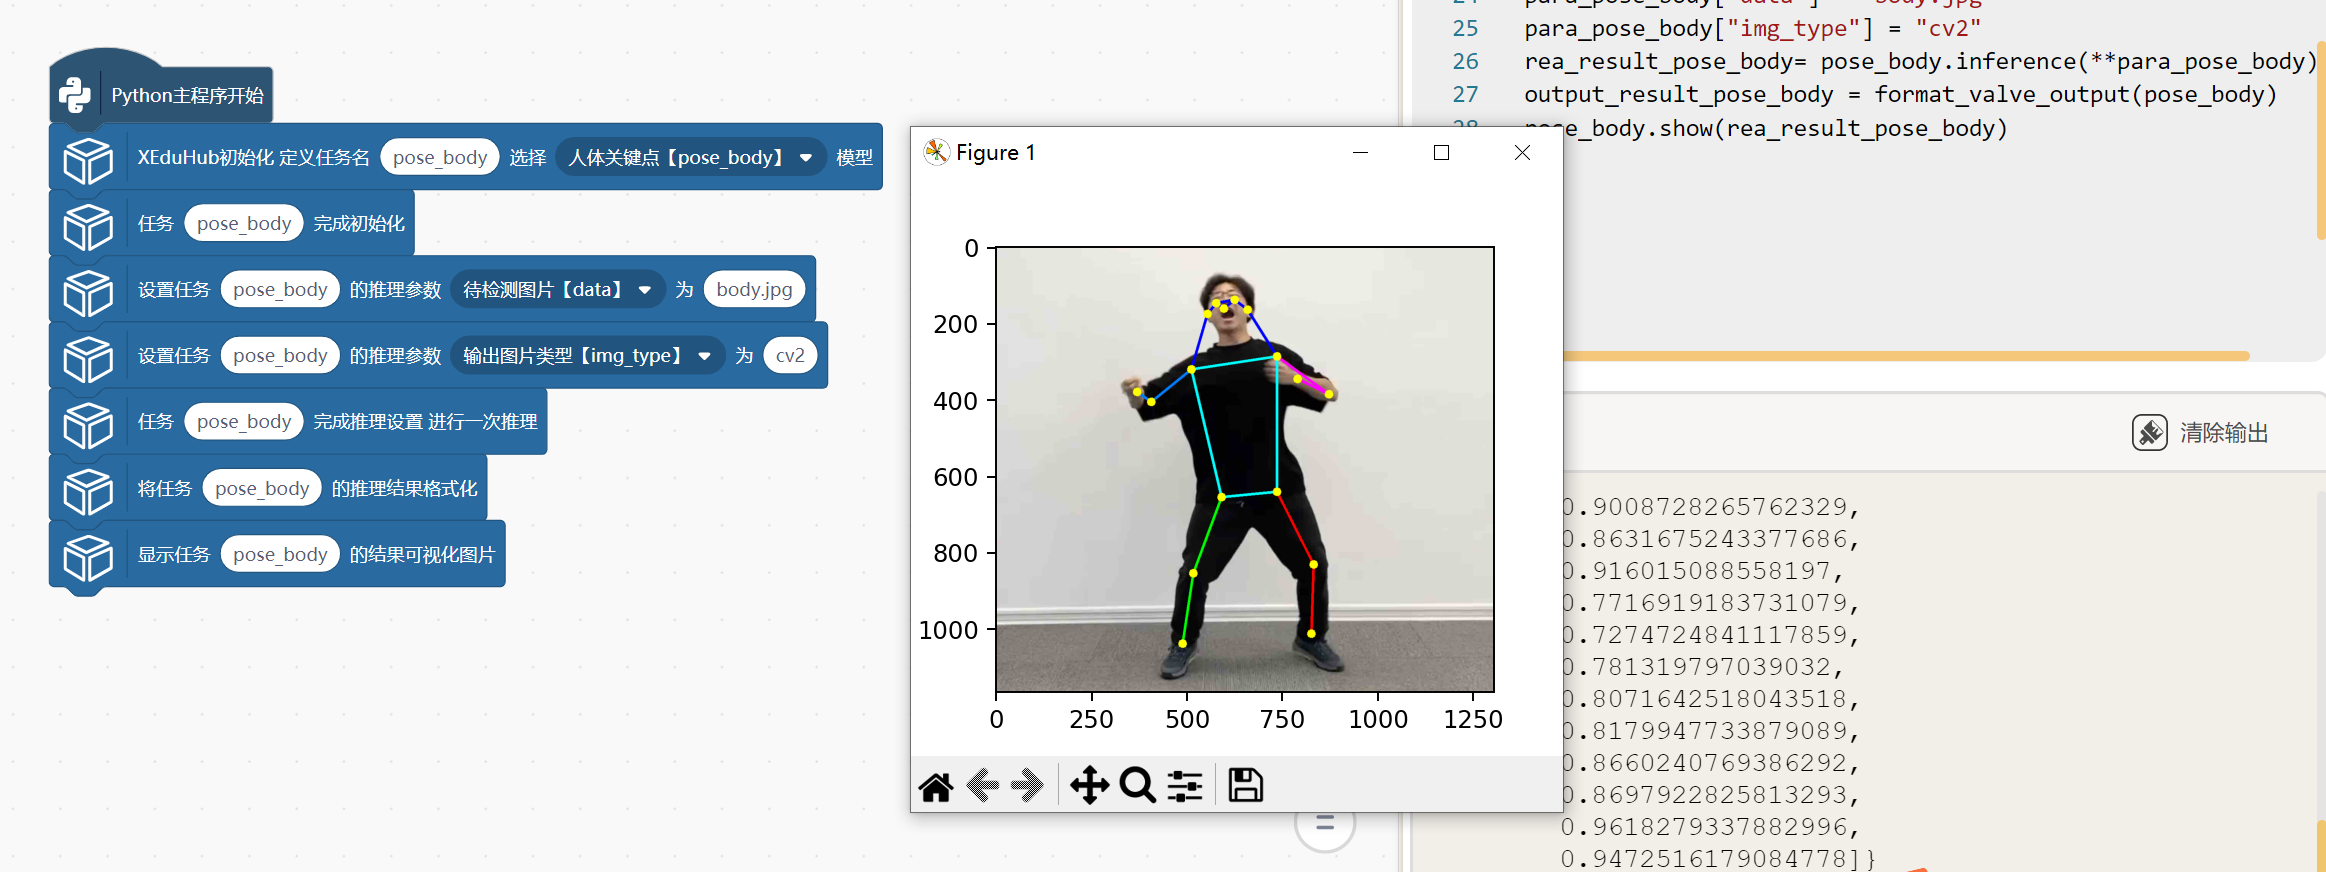 Python主程序开始
XEduHub初始化 定义任务名 pose_body 选择 人体关键点【pose_body】 模型
任务 pose_body 完成初始化
设置任务 pose_body 的推理参数 待检测图片【data】 为 body.jpg
设置任务 pose_body 的推理参数 输出图片类型【img_type】 为 cv2
任务 pose_body 完成推理设置 进行一次推理
将任务 pose_body 的推理结果格式化
显示任务 pose_body 的结果可视化图片
25 para_pose_body["img_type"] = "cv2"
26 rea_result_pose_body= pose_body.inference(**para_pose_body)
27 output_result_pose_body = format_valve_output(pose_body)
pose_body.show(rea_result_pose_body)
Figure 1
0
200
400
600
800
1000
0 250 500 750 1000 1250
清除输出
0.9008728265762329,
0.8631675243377686,
0.916015088558197,
0.7716919183731079,
0.7274724841117859,
0.781319797039032,
0.8071642518043518,
0.8179947733879089,
0.8660240769386292,
0.8697922825813293,
0.9618279337882996,
0.9472516179084778]}